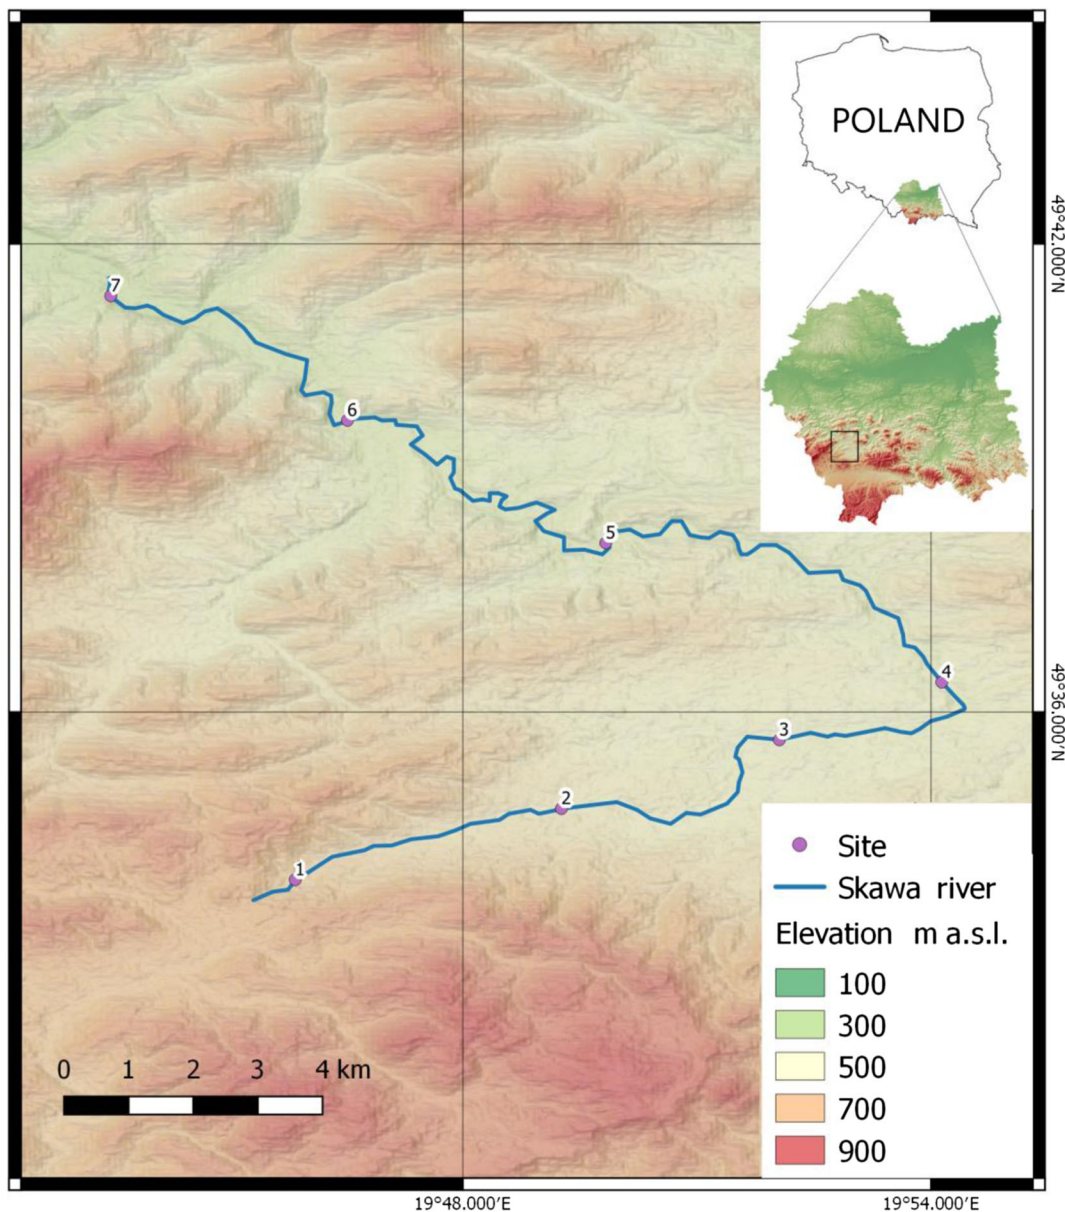 POLAND
49°42.000'N
7
6
5
4
49°36.000'N
3
2
1
Site
Skawa river
Elevation m a.s.l.
100
300
500
700
900
0 1 2 3 4 km
19°48.000'E
19°54.000'E